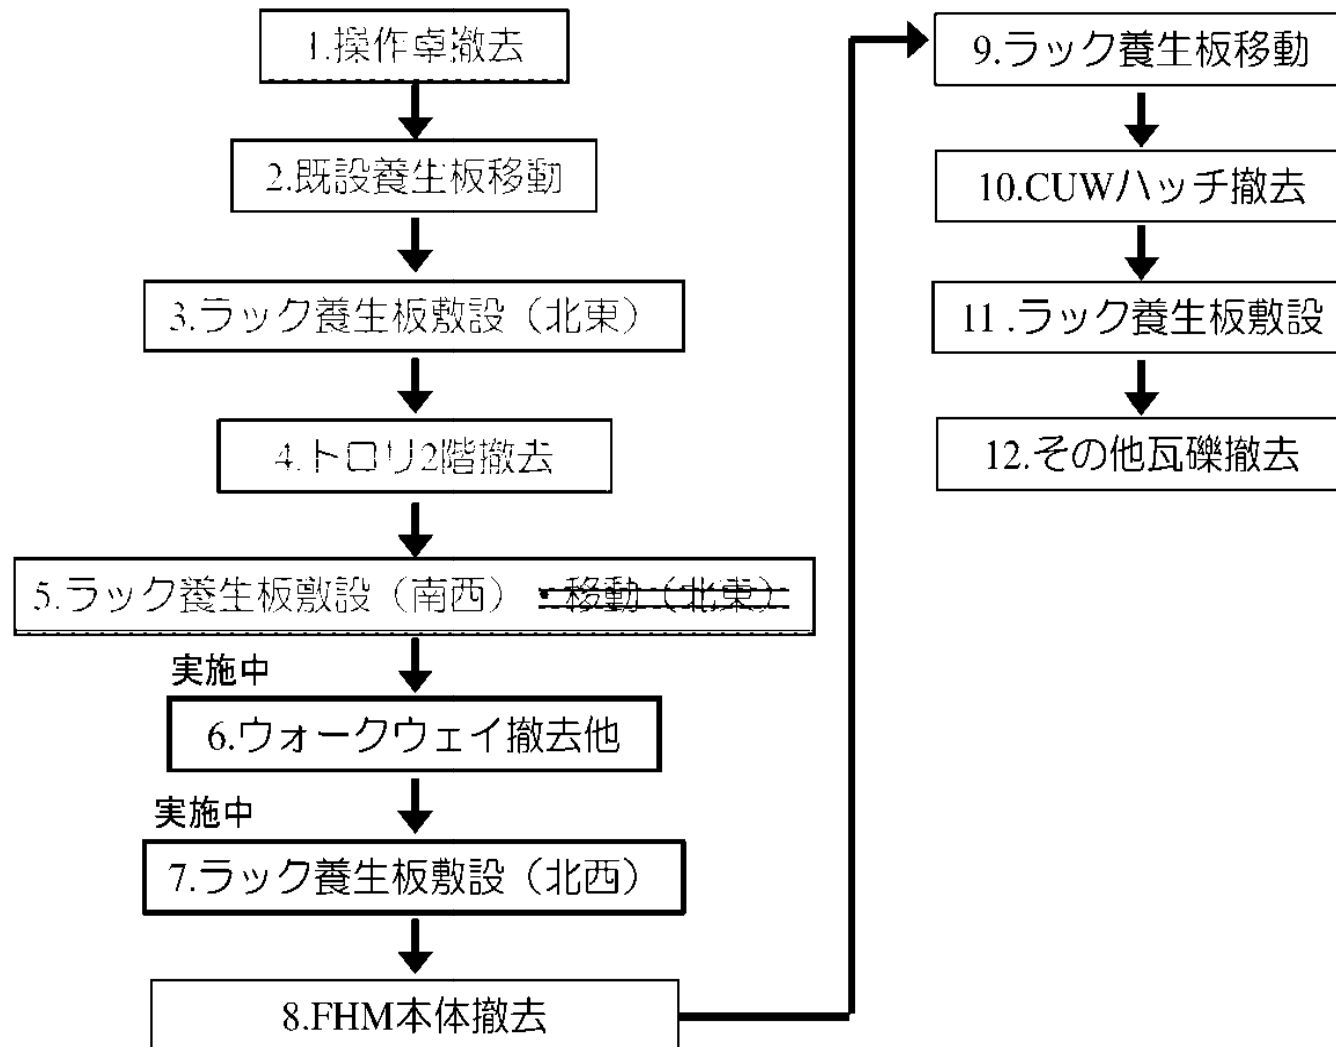 1.操作卓撤去
2.既設養生板移動
3.ラック養生板敷設（北東）
4.トロリ2階撤去
5.ラック養生板敷設（南西）・移動（北東）
実施中
6.ウォークウェイ撤去他
実施中
7.ラック養生板敷設（北西）
8.FHM本体撤去
9.ラック養生板移動
10.CUWハッチ撤去
11.ラック養生板敷設
12.その他瓦礫撤去